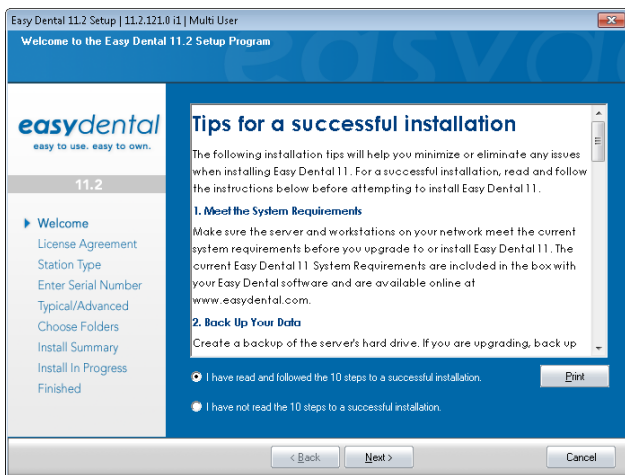 Easy Dental 11.2 Setup | 11.2.121.0 i1 | Multi User
Welcome to the Easy Dental 11.2 Setup Program
easydental
easydental
easy to use. easy to own.
11.2
Welcome
License Agreement
Station Type
Enter Serial Number
Typical/Advanced
Choose Folders
Install Summary
Install In Progress
Finished
Tips for a successful installation
The following installation tips will help you minimize or eliminate any issues
when installing Easy Dental 11. For a successful installation, read and follow
the instructions below before attempting to install Easy Dental 11.
1. Meet the System Requirements
Make sure the server and workstations on your network meet the current
system requirements before you upgrade to or install Easy Dental 11. The
current Easy Dental 11 System Requirements are included in the box with
your Easy Dental software and are available online at
www.easydental.com.
2. Back Up Your Data
Create a backup of the server's hard drive. If you are upgrading, back up
I have read and followed the 10 steps to a successful installation.
Print
I have not read the 10 steps to a successful installation.
< Back
Next >
Cancel